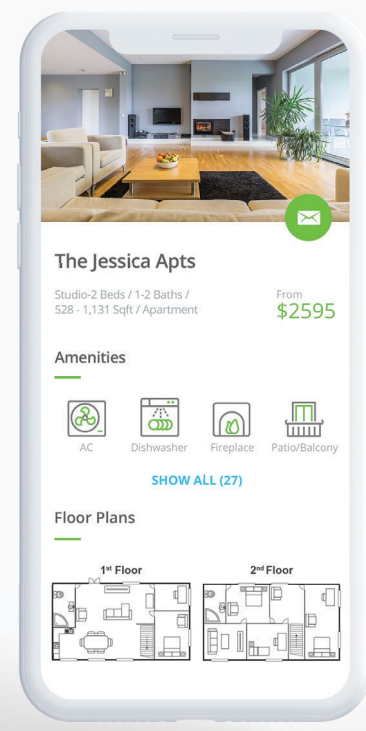 The Jessica Apts
Studio-2 Beds / 1-2 Baths /
528 - 1,131 Sqft / Apartment
From
$2595
Amenities
AC
Dishwasher
Fireplace
Patio/Balcony
SHOW ALL (27)
Floor Plans
1st Floor
2nd Floor